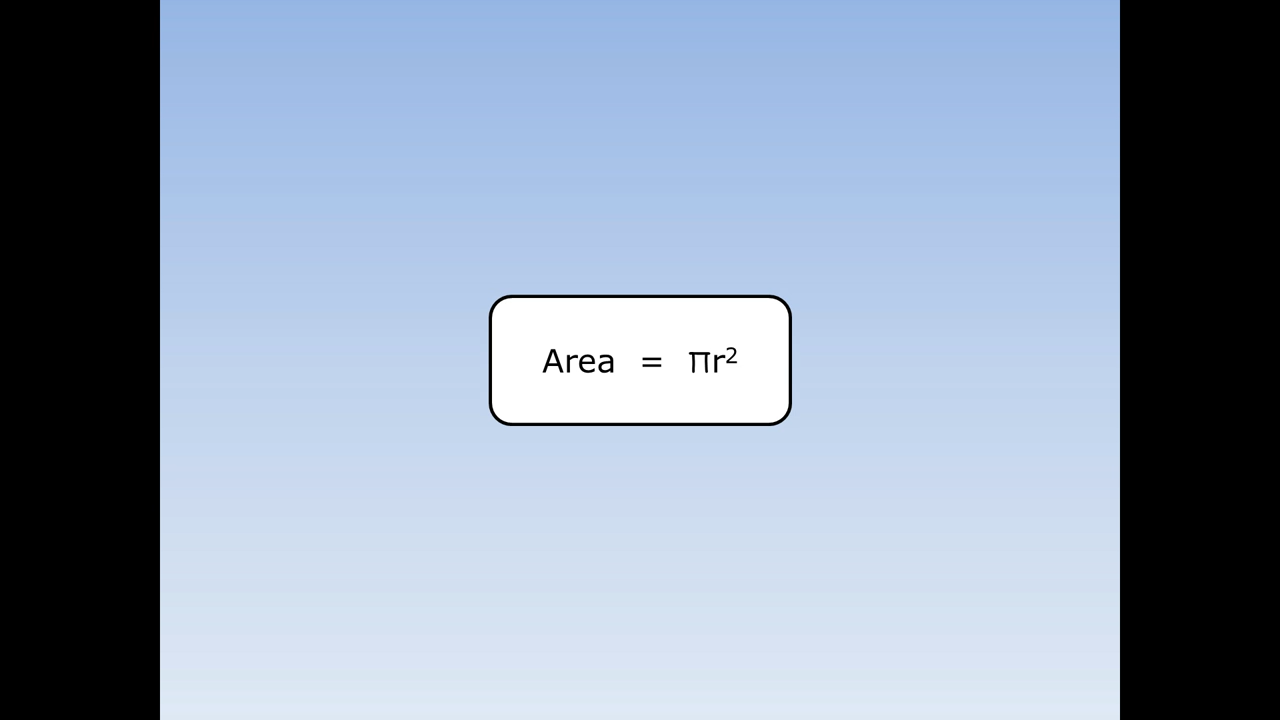 Area = πr²